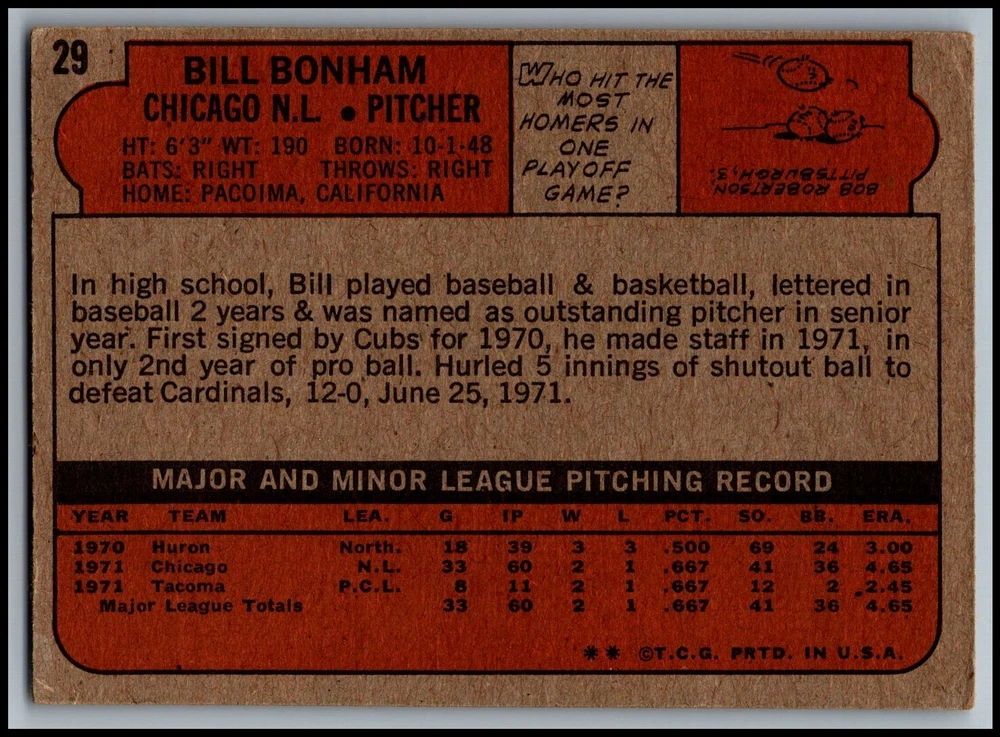 29
BILL BONHAM
CHICAGO N.L. • PITCHER
HT: 6'3" WT: 190 BORN: 10-1-48
BATS: RIGHT THROWS: RIGHT
HOME: PACOIMA, CALIFORNIA
WHO HIT THE
MOST
HOMERS IN
ONE
PLAYOFF
GAME?
BOB ROBERTSON,
PITTSBURGH, 3.
In high school, Bill played baseball & basketball, lettered in
baseball 2 years & was named as outstanding pitcher in senior
year. First signed by Cubs for 1970, he made staff in 1971, in
only 2nd year of pro ball. Hurled 5 innings of shutout ball to
defeat Cardinals, 12-0, June 25, 1971.
MAJOR AND MINOR LEAGUE PITCHING RECORD
YEAR TEAM LEA. G IP W L PCT. SO. BB. ERA.
1970 Huron North. 18 39 3 3 .500 69 24 3.00
1971 Chicago N.L. 33 60 2 1 .667 41 36 4.65
1971 Tacoma P.C.L. 8 11 2 1 .667 12 2 2.45
Major League Totals 33 60 2 1 .667 41 36 4.65
** ©T.C.G. PRTD. IN U.S.A.